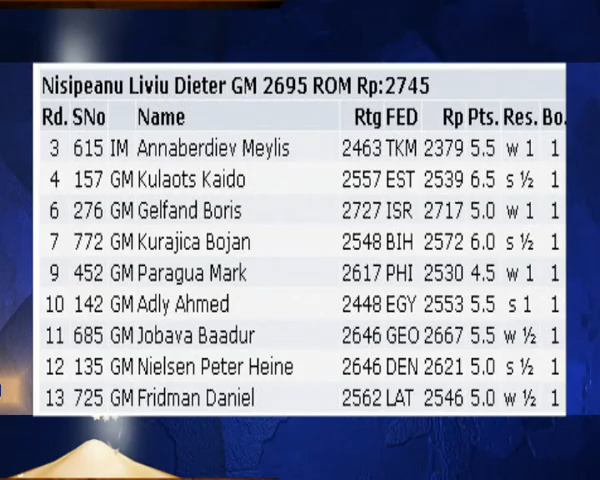 Nisipeanu Liviu Dieter GM 2695 ROM Rp:2745
Rd. SNo Name Rtg FED Rp Pts. Res. Bo.
3 615 IM Annaberdiev Meylis 2463 TKM 2379 5.5 w 1 1
4 157 GM Kulaots Kaido 2557 EST 2539 6.5 s ½ 1
6 276 GM Gelfand Boris 2727 ISR 2717 5.0 w 1 1
7 772 GM Kurajica Bojan 2548 BIH 2572 6.0 s ½ 1
9 452 GM Paragua Mark 2617 PHI 2530 4.5 w 1 1
10 142 GM Adly Ahmed 2448 EGY 2553 5.5 s 1 1
11 685 GM Jobava Baadur 2646 GEO 2667 5.5 w ½ 1
12 135 GM Nielsen Peter Heine 2646 DEN 2621 5.0 s ½ 1
13 725 GM Fridman Daniel 2562 LAT 2546 5.0 w ½ 1